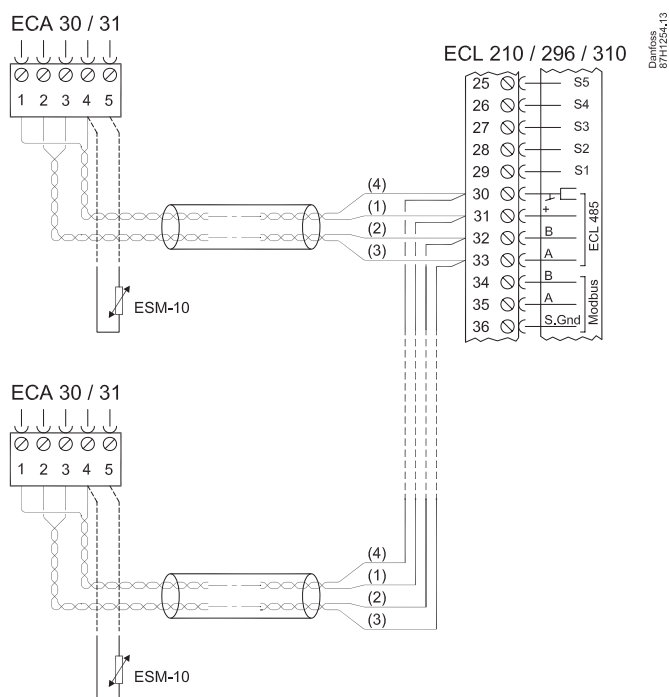 ECA 30 / 31
1 2 3 4 5
ESM-10
(4)
(1)
(2)
(3)
ECL 210 / 296 / 310
Danfoss
87H1254.13
25 S5
26 S4
27 S3
28 S2
29 S1
30
31 +
32 B
33 A
34 B
35 A
36 S.Gnd
ECL 485
Modbus
ECA 30 / 31
1 2 3 4 5
ESM-10
(4)
(1)
(2)
(3)